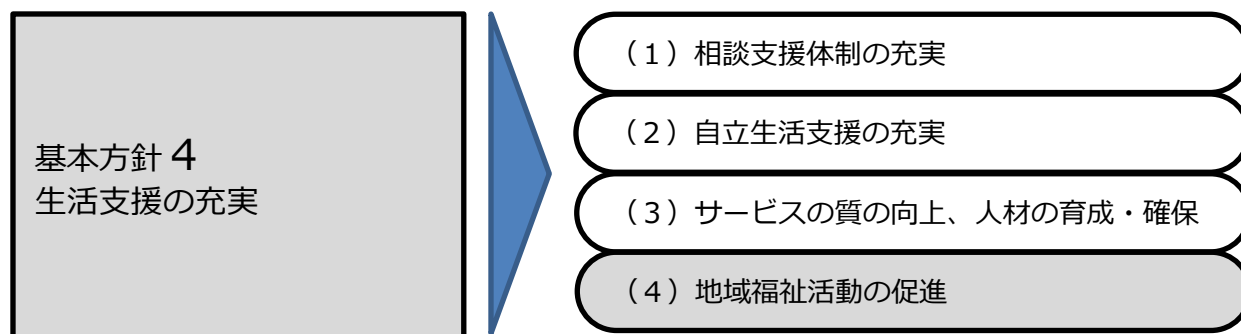 基本方針４
生活支援の充実
（１）相談支援体制の充実
（２）自立生活支援の充実
（３）サービスの質の向上、人材の育成・確保
（４）地域福祉活動の促進